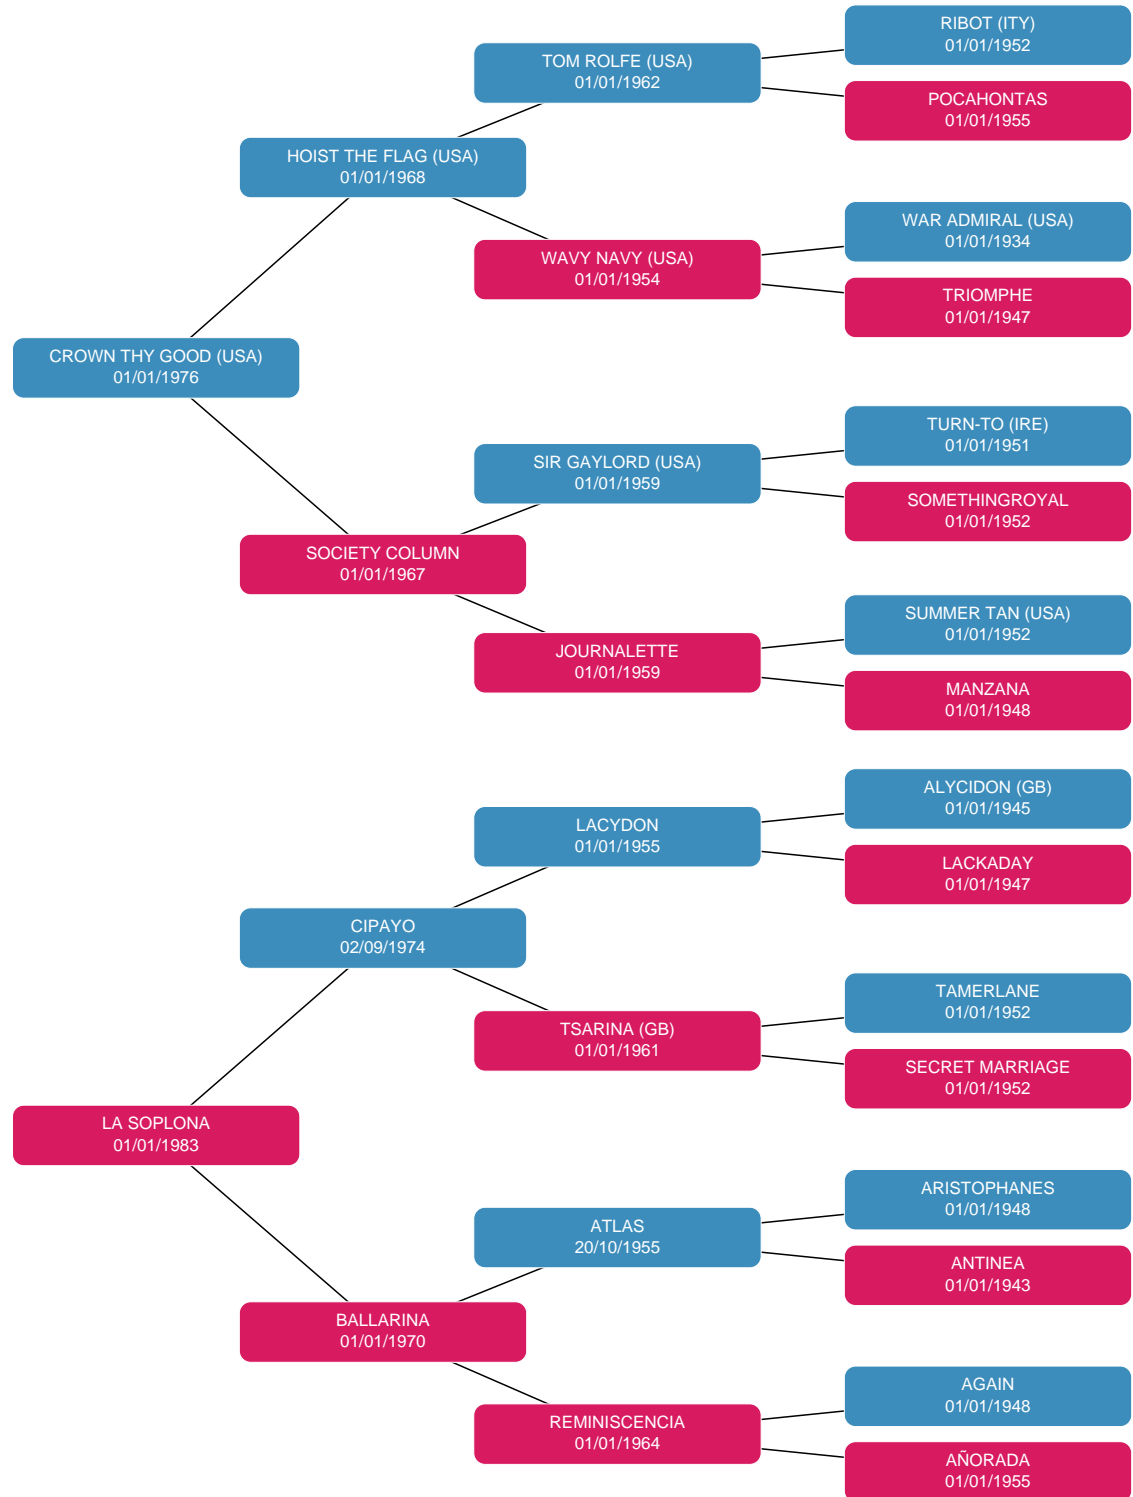 RIBOT (ITY)
01/01/1952
TOM ROLFE (USA)
01/01/1962
POCAHONTAS
01/01/1955
HOIST THE FLAG (USA)
01/01/1968
WAR ADMIRAL (USA)
01/01/1934
WAVY NAVY (USA)
01/01/1954
TRIOMPHE
01/01/1947
CROWN THY GOOD (USA)
01/01/1976
TURN-TO (IRE)
01/01/1951
SIR GAYLORD (USA)
01/01/1959
SOMETHINGROYAL
01/01/1952
SOCIETY COLUMN
01/01/1967
SUMMER TAN (USA)
01/01/1952
JOURNALETTE
01/01/1959
MANZANA
01/01/1948
ALYCIDON (GB)
01/01/1945
LACYDON
01/01/1955
LACKADAY
01/01/1947
CIPAYO
02/09/1974
TAMERLANE
01/01/1952
TSARINA (GB)
01/01/1961
SECRET MARRIAGE
01/01/1952
LA SOPLONA
01/01/1983
ARISTOPHANES
01/01/1948
ATLAS
20/10/1955
ANTINEA
01/01/1943
BALLARINA
01/01/1970
AGAIN
01/01/1948
REMINISCENCIA
01/01/1964
AÑORADA
01/01/1955